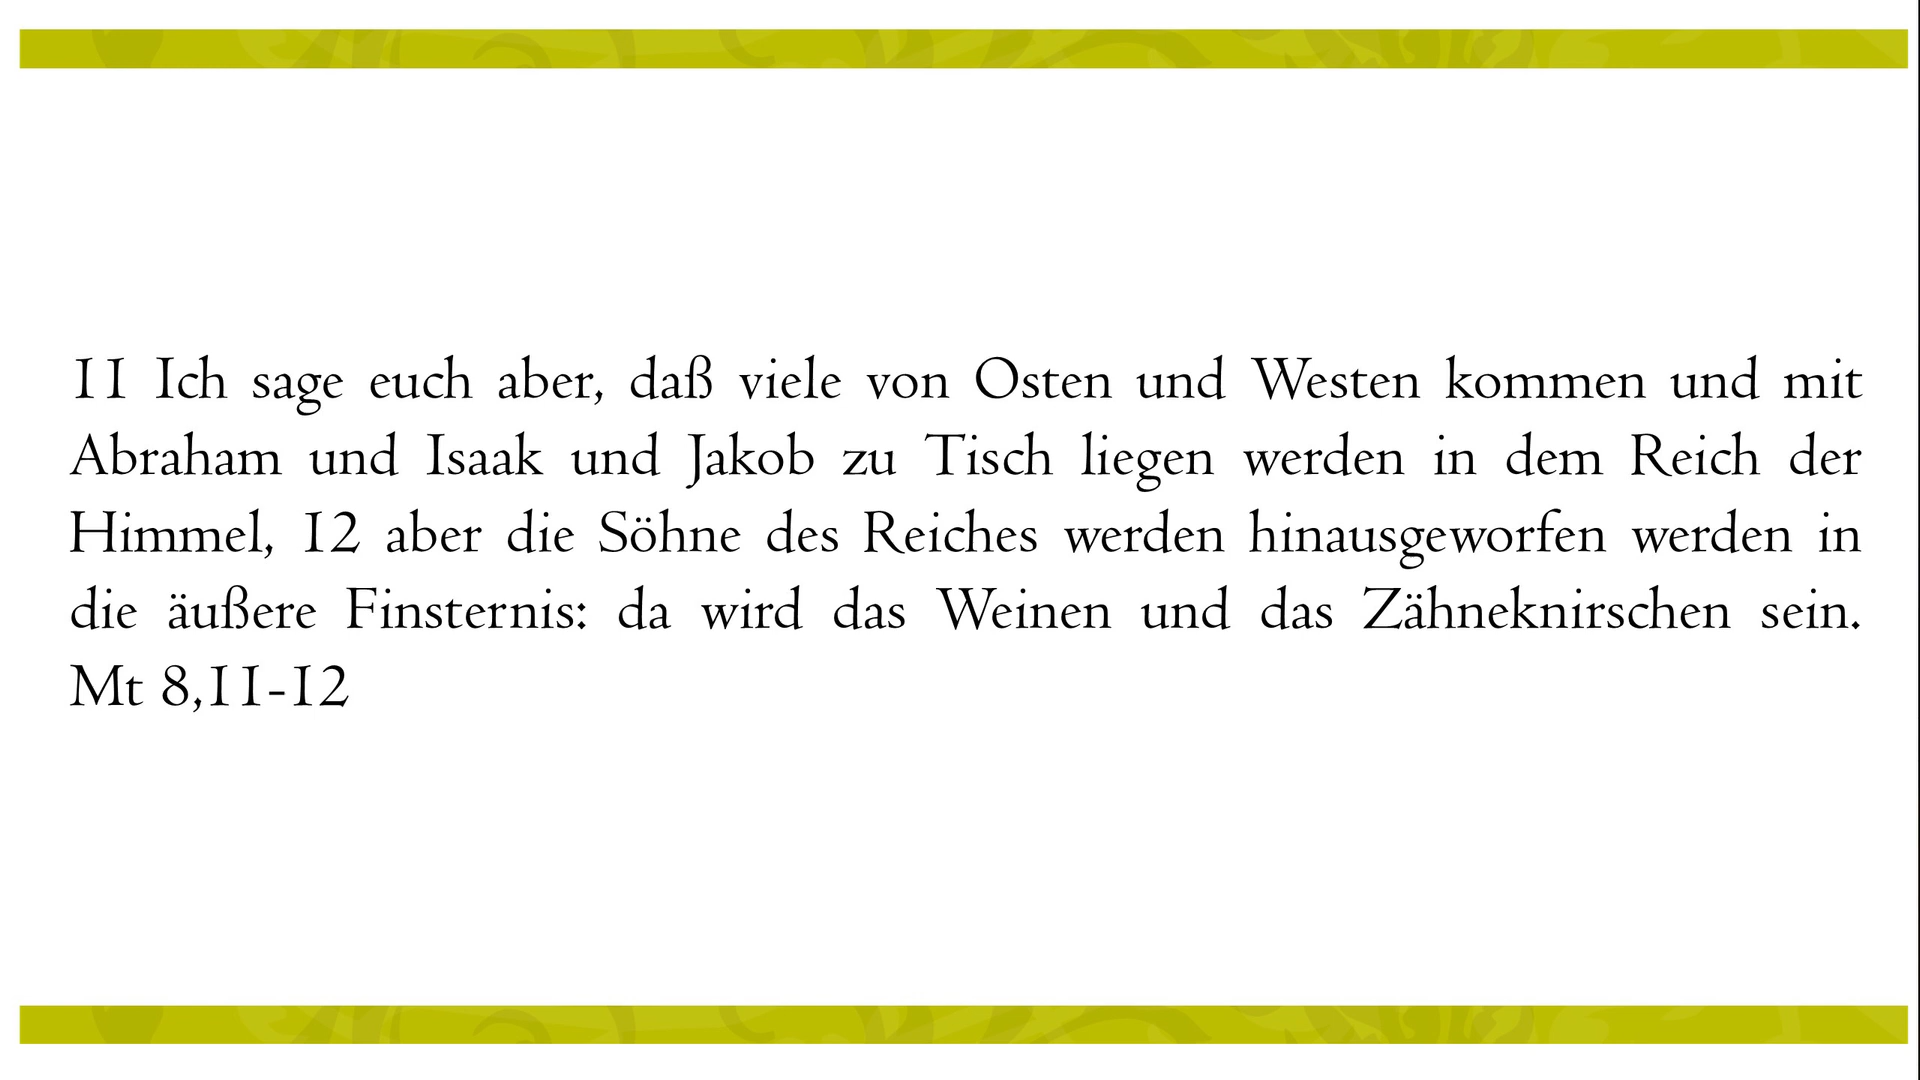 11 Ich sage euch aber, daß viele von Osten und Westen kommen und mit
Abraham und Isaak und Jakob zu Tisch liegen werden in dem Reich der
Himmel, 12 aber die Söhne des Reiches werden hinausgeworfen werden in
die äußere Finsternis: da wird das Weinen und das Zähneknirschen sein.
Mt 8,11-12